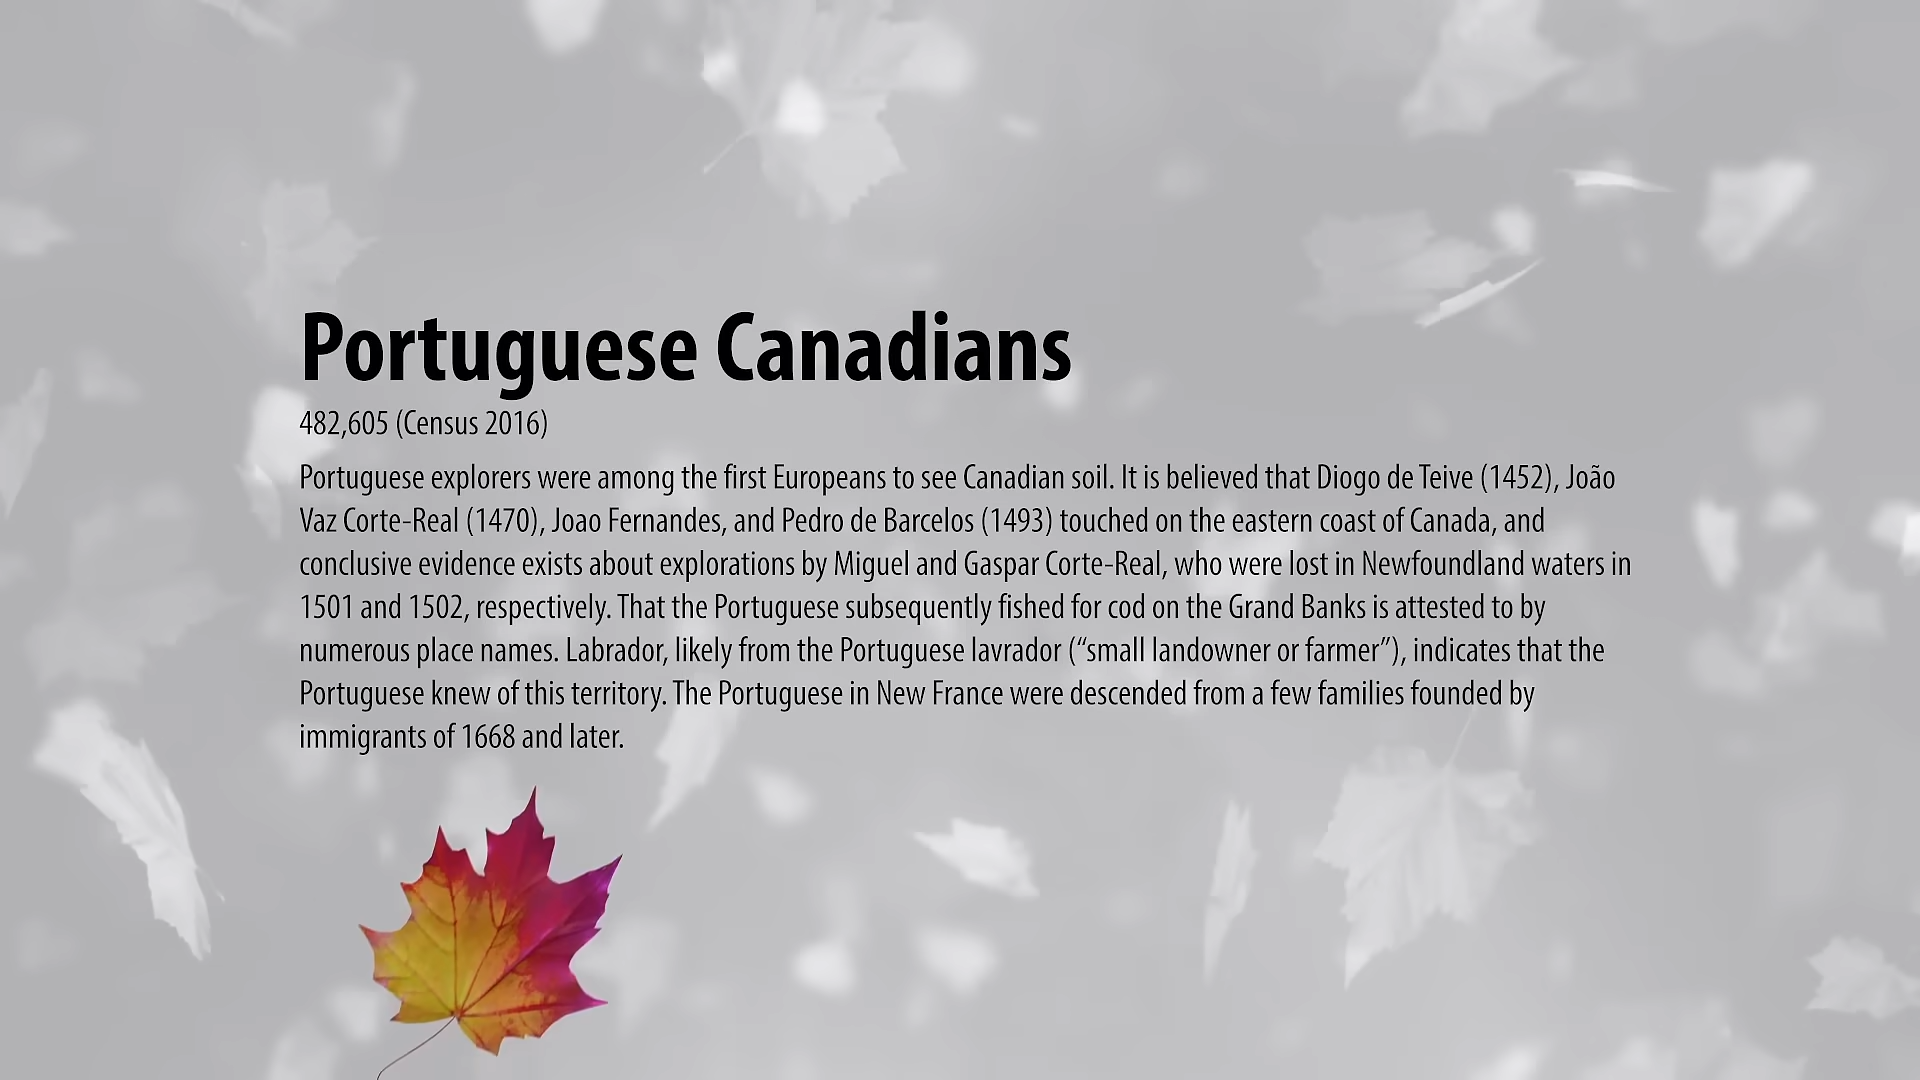 Portuguese Canadians
482,605 (Census 2016)
Portuguese explorers were among the first Europeans to see Canadian soil. It is believed that Diogo de Teive (1452), João
Vaz Corte-Real (1470), Joao Fernandes, and Pedro de Barcelos (1493) touched on the eastern coast of Canada, and
conclusive evidence exists about explorations by Miguel and Gaspar Corte-Real, who were lost in Newfoundland waters in
1501 and 1502, respectively. That the Portuguese subsequently fished for cod on the Grand Banks is attested to by
numerous place names. Labrador, likely from the Portuguese lavrador (“small landowner or farmer”), indicates that the
Portuguese knew of this territory. The Portuguese in New France were descended from a few families founded by
immigrants of 1668 and later.